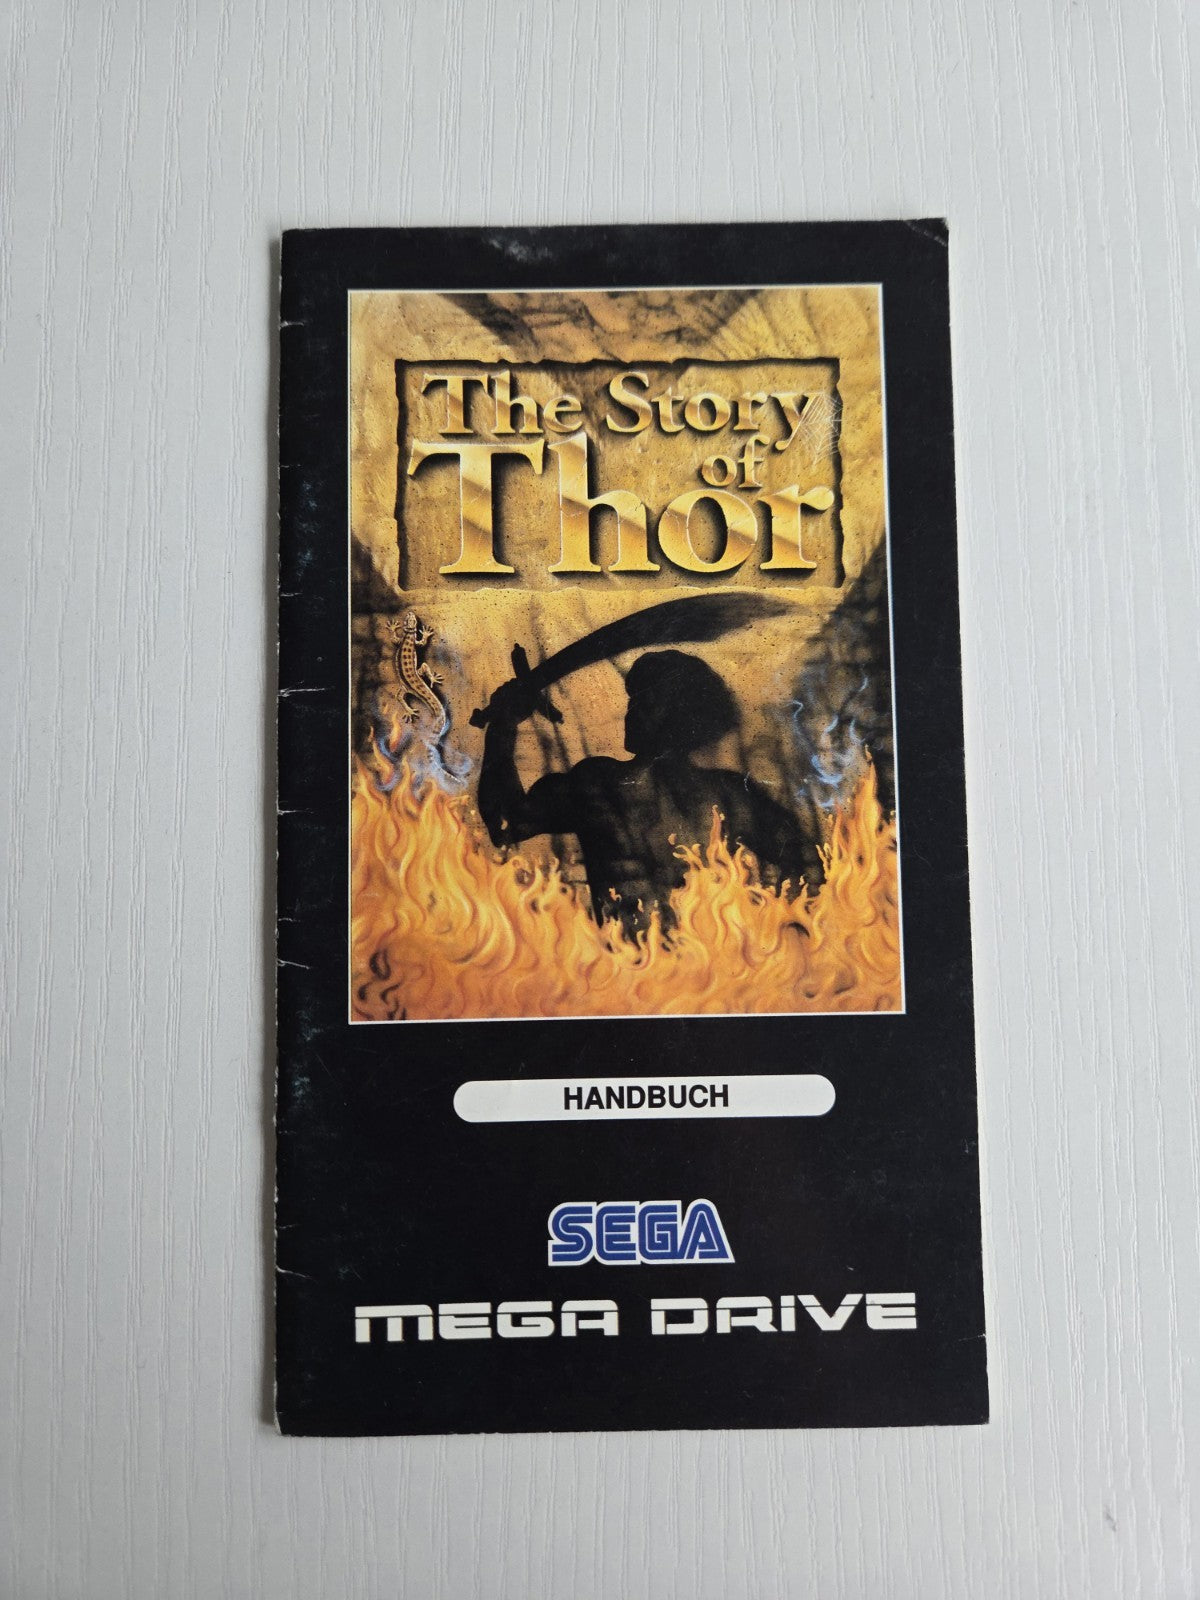 The Story
of
Thor
HANDBUCH
SEGA
MEGA DRIVE